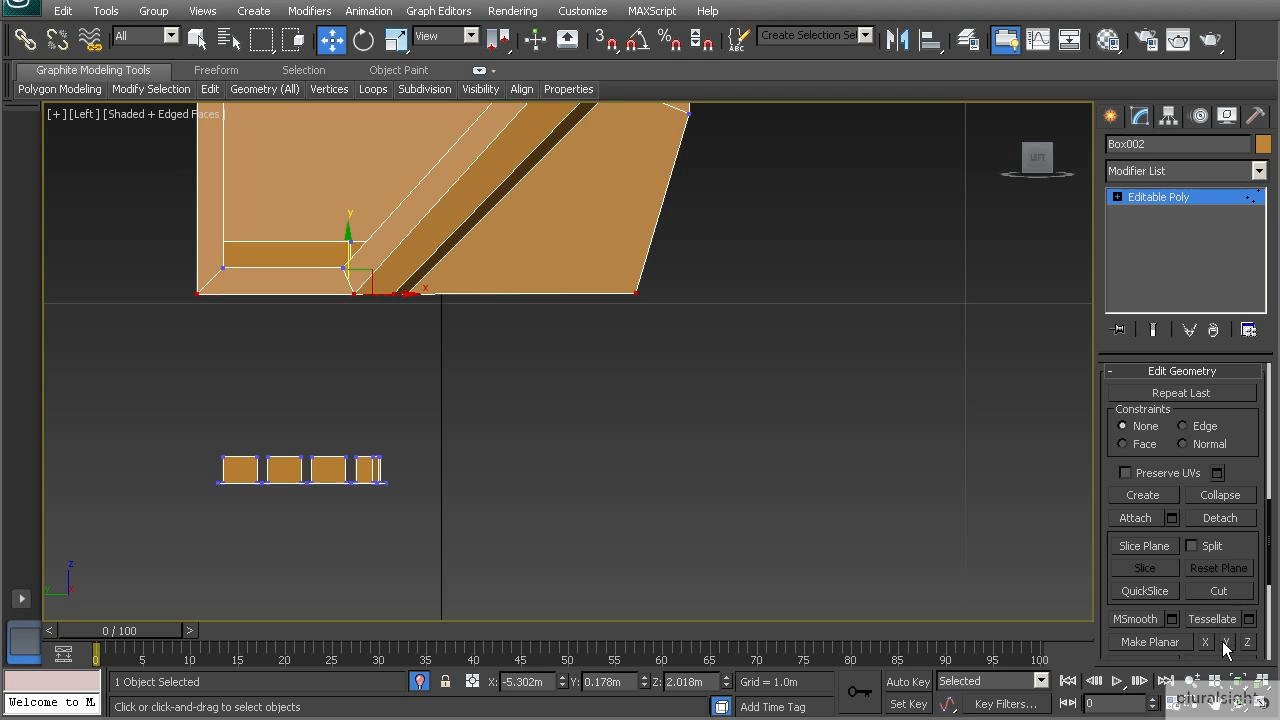 Edit Tools Group Views Create Modifiers Animation Graph Editors Rendering Customize MAXScript Help
All View 3 Create Selection Se
Graphite Modeling Tools Freeform Selection Object Paint
Polygon Modeling Modify Selection Edit Geometry (All) Vertices Loops Subdivision Visibility Align Properties
[+] [Left] [Shaded + Edged Faces]
LEFT
y
x
z
y
x
Box002
Modifier List
Editable Poly
- Edit Geometry
Repeat Last
Constraints
None Edge
Face Normal
Preserve UVs
Create Collapse
Attach Detach
Slice Plane Split
Slice Reset Plane
QuickSlice Cut
MSmooth Tessellate
Make Planar X Y Z
< 0 / 100 >
0 5 10 15 20 25 30 35 40 45 50 55 60 65 70 75 80 85 90 95 100
1 Object Selected X: -5.302m Y: 0.178m Z: 2.018m Grid = 1.0m Auto Key Selected
Welcome to M Click or click-and-drag to select objects Add Time Tag Set Key Key Filters... 0
pluralsight